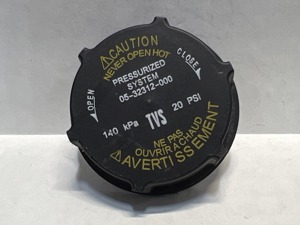 ⚠CAUTION
NEVER OPEN HOT
PRESSURIZED
SYSTEM
05-32312-000
OPEN
CLOSE
140 kPa TVS 20 PSI
NE PAS
OUVRIR A CHAUD
⚠AVERTISSEMENT